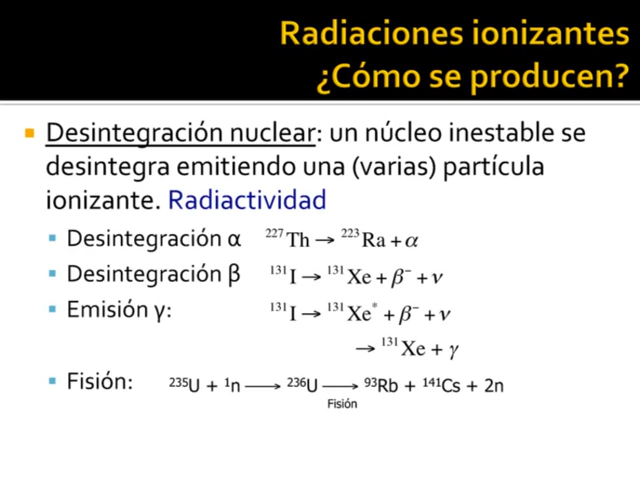 Radiaciones ionizantes
¿Cómo se producen?
Desintegración nuclear: un núcleo inestable se
desintegra emitiendo una (varias) partícula
ionizante. Radiactividad
Desintegración α ²²⁷Th → ²²³Ra + α
Desintegración β ¹³¹I → ¹³¹Xe + β⁻ + ν
Emisión γ: ¹³¹I → ¹³¹Xe* + β⁻ + ν
→ ¹³¹Xe + γ
Fisión: ²³⁵U + ¹n ⟶ ²³⁶U ⟶ ⁹³Rb + ¹⁴¹Cs + 2n
Fisión